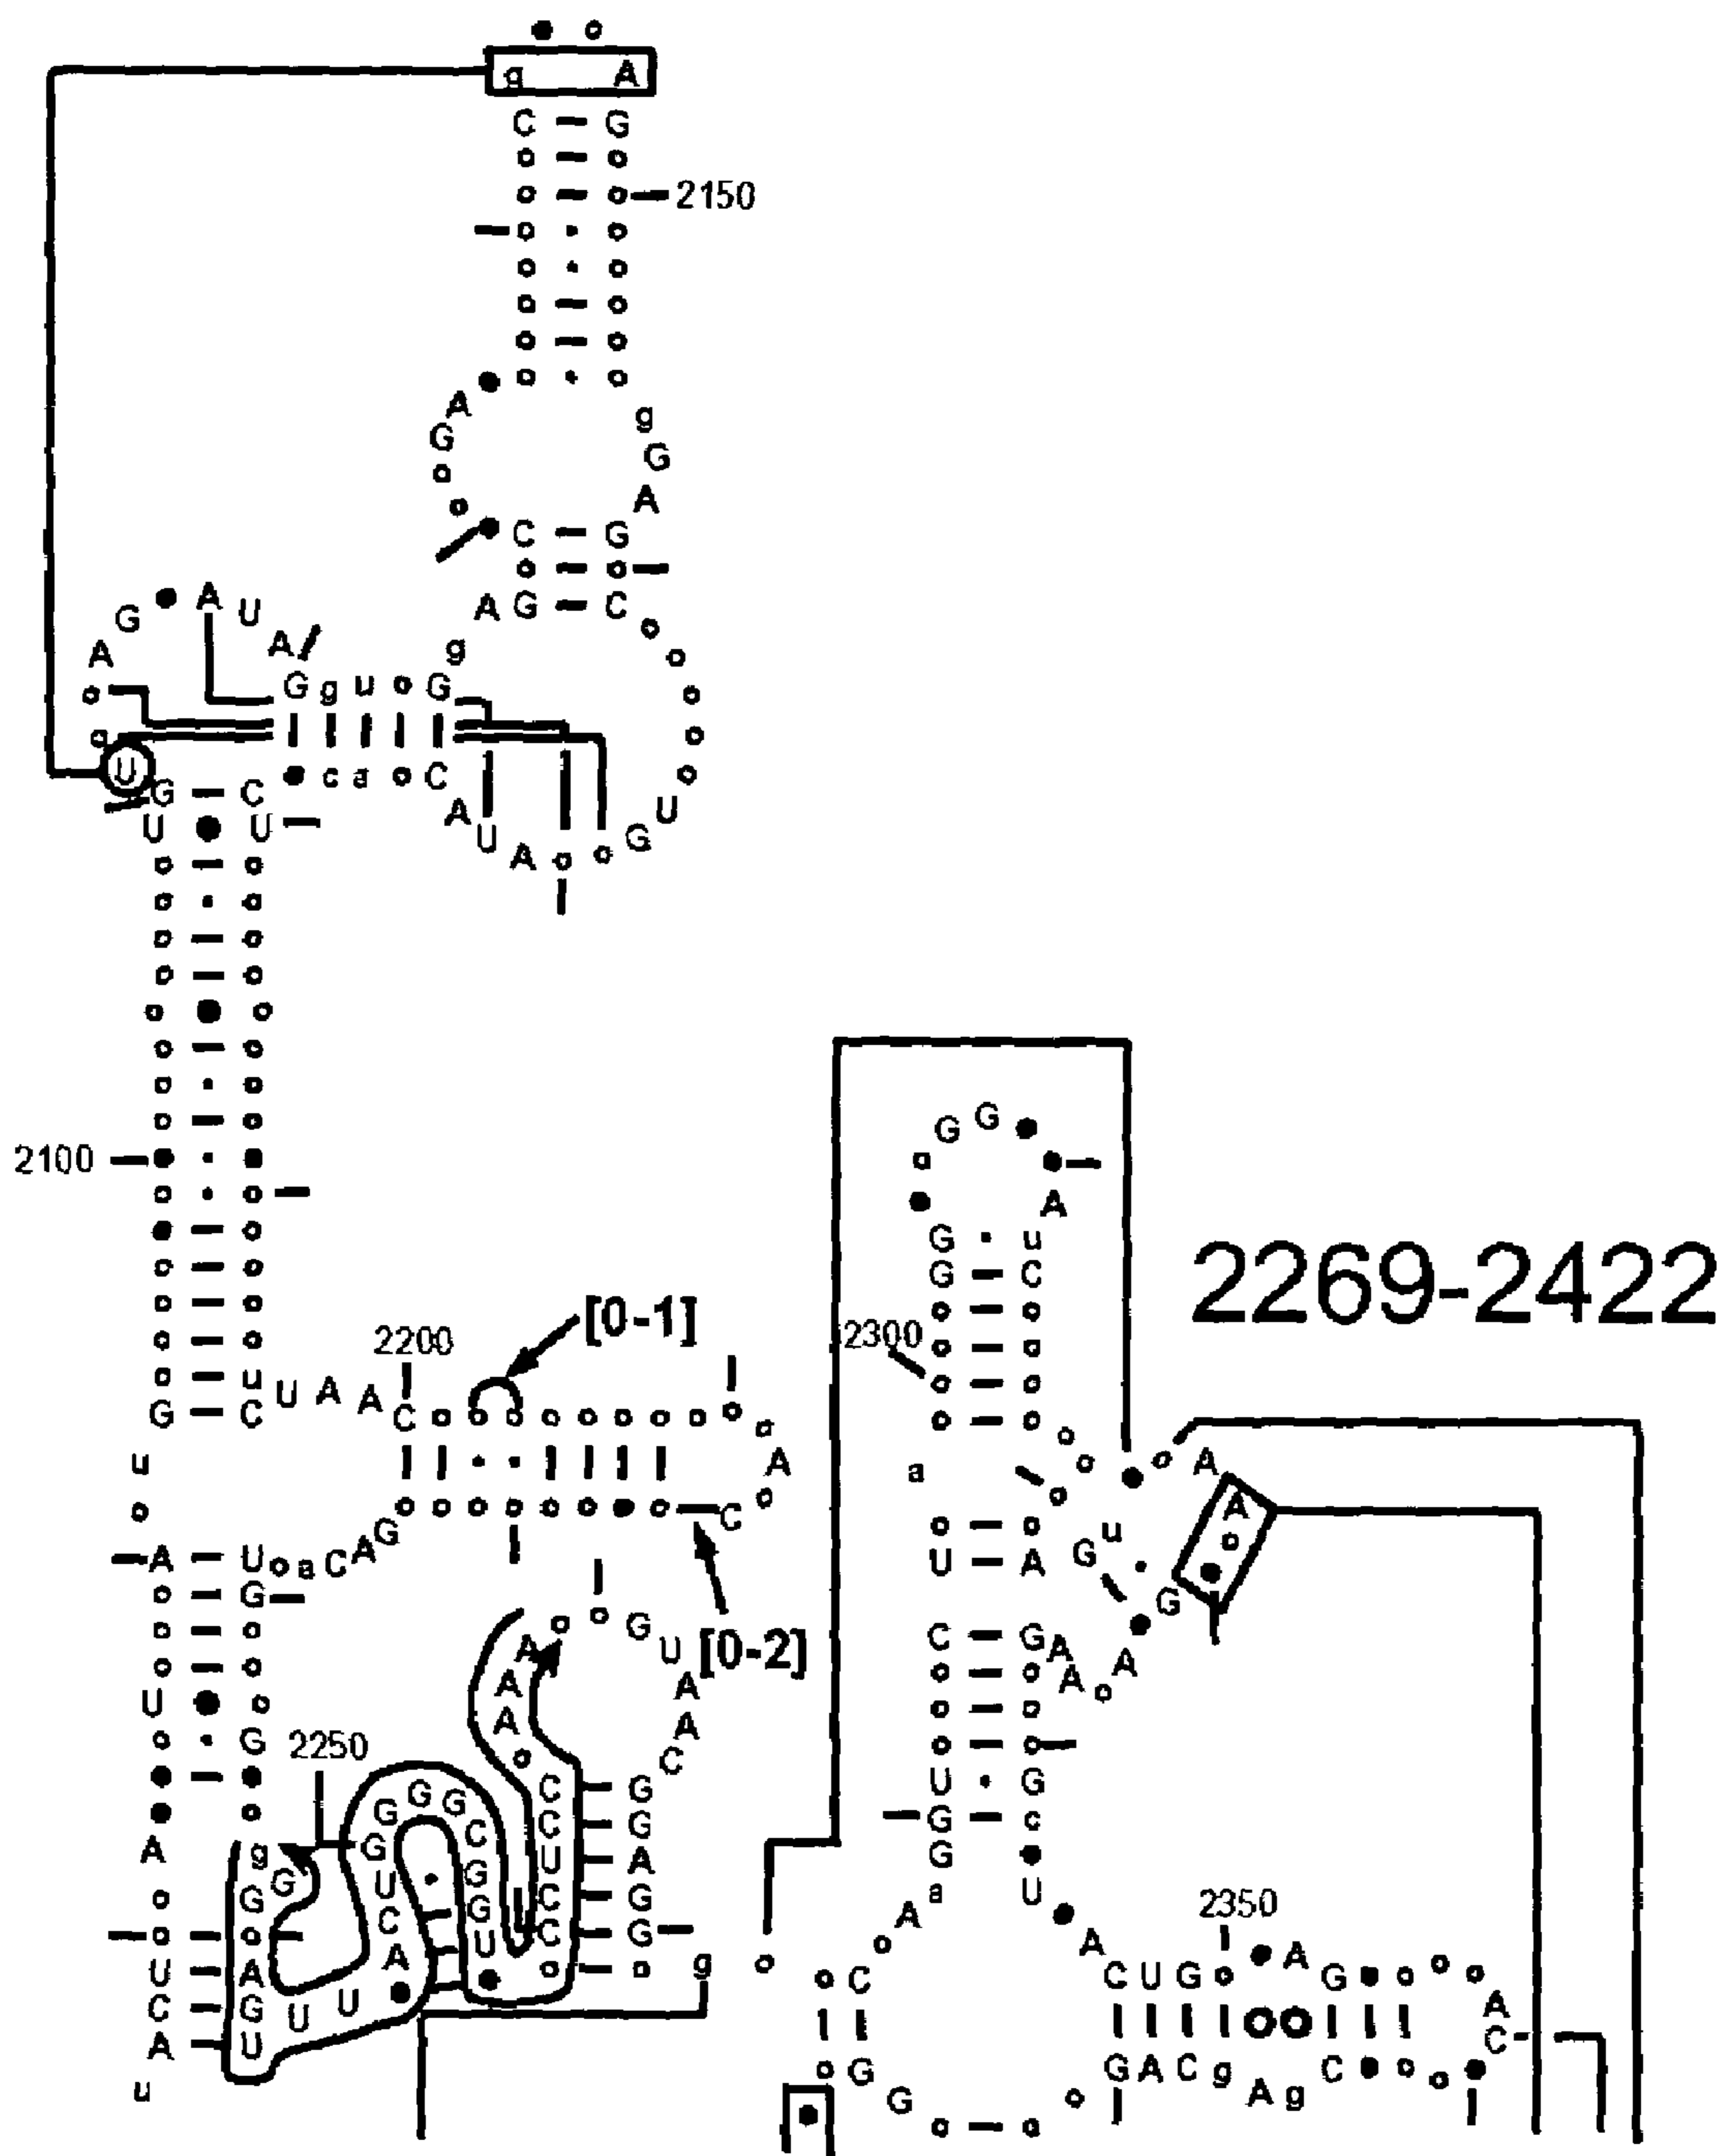 g A
C G
2150
A
G
g
G
A
C G
A G C
g
A G A U A
G g u o G
U
G C
c a o C
U U
A U A o o G U
2100
[0-1]
2200
u
G C U A A C
A
C
u
A U o a C A G
G
[0-2]
U
G
2250
A
g
G
G
U A
C G
A U
u
U U A C U G G G G C G G U
A A A o C C U C C o
G U A A C
G G A G G
g
G G
A
G u
G C
2300
a
U A
A
A
u
G
G
A
A
A
C G
U G
G c
G
a
A
U
A
2269-2422
2350
C U G o A G
A
C
G A C g A g C
C
G
G